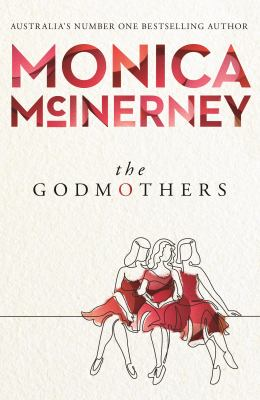 AUSTRALIA'S NUMBER ONE BESTSELLING AUTHOR
MONICA
McINERNEY
the
GODMOTHERS